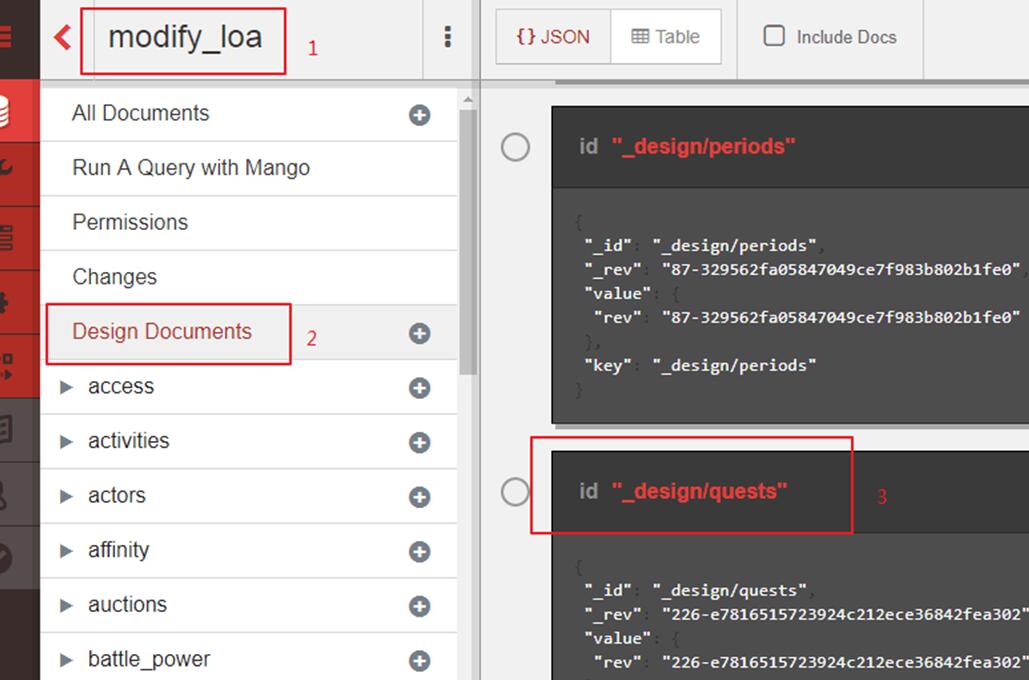 modify_loa
1
All Documents
Run A Query with Mango
Permissions
Changes
Design Documents
2
access
activities
actors
affinity
auctions
battle_power
{} JSON
Table
Include Docs
id "_design/periods"
{
"_id": "_design/periods",
"_rev": "87-329562fa05847049ce7f983b802b1fe0",
"value": {
"rev": "87-329562fa05847049ce7f983b802b1fe0"
},
"key": "_design/periods"
}
id "_design/quests"
3
{
"_id": "_design/quests",
"_rev": "226-e7816515723924c212ece36842fea302"
"value": {
"rev": "226-e7816515723924c212ece36842fea302"